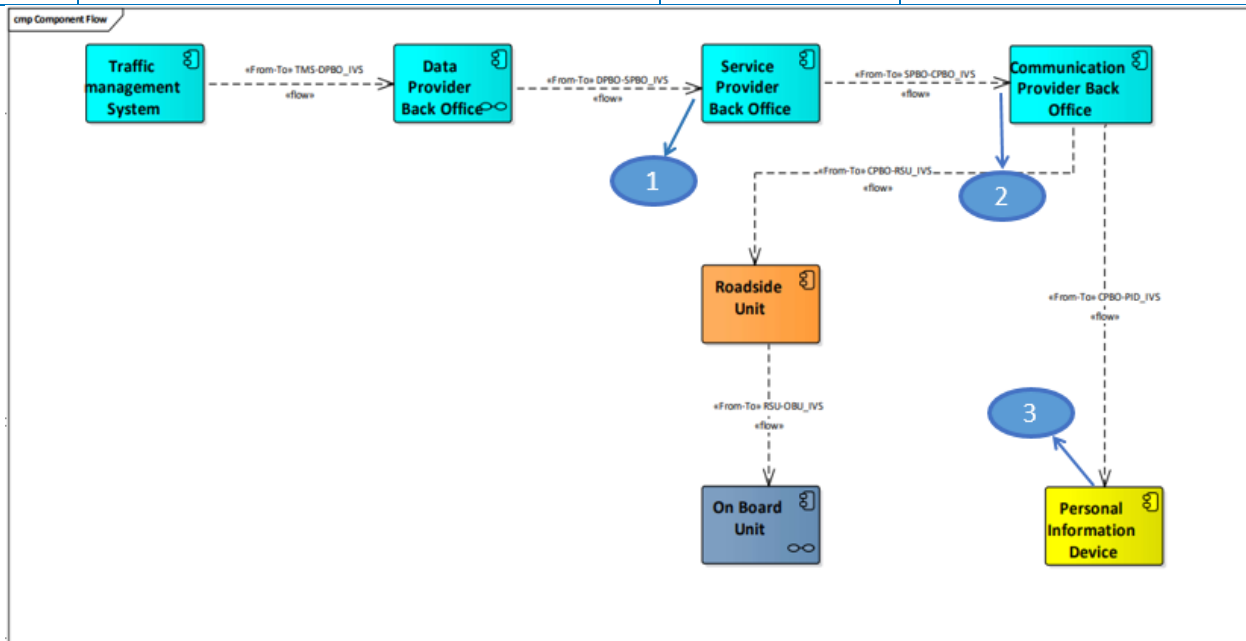 cmp Component Flow
Traffic
management
System
«From-To» TMS-DPBO_IVS
«flow»
Data
Provider
Back Office
«From-To» DPBO-SPBO_IVS
«flow»
Service
Provider
Back Office
«From-To» SPBO-CPBO_IVS
«flow»
Communication
Provider Back
Office
1
«From-To» CPBO-RSU_IVS
«flow»
2
Roadside
Unit
«From-To» CPBO-PID_IVS
«flow»
«From-To» RSU-OBU_IVS
«flow»
3
On Board
Unit
Personal
Information
Device